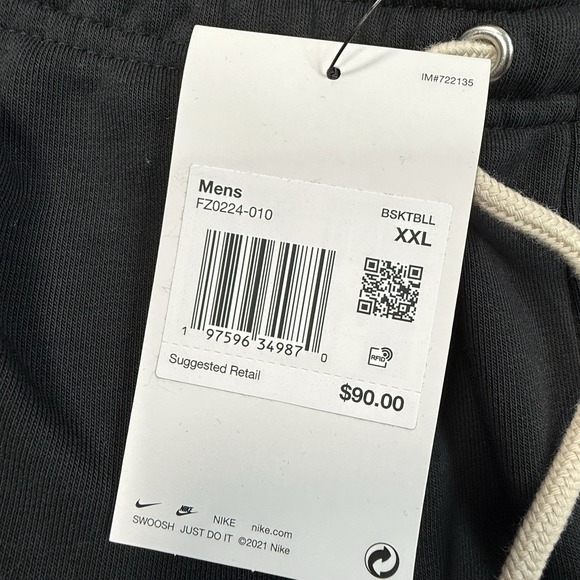 IM#722135
Mens
FZ0224-010
BSKTBLL
XXL
1 97596 34987 0
RFID
Suggested Retail
$90.00
NIKE
NIKE nike.com
SWOOSH JUST DO IT ©2021 Nike